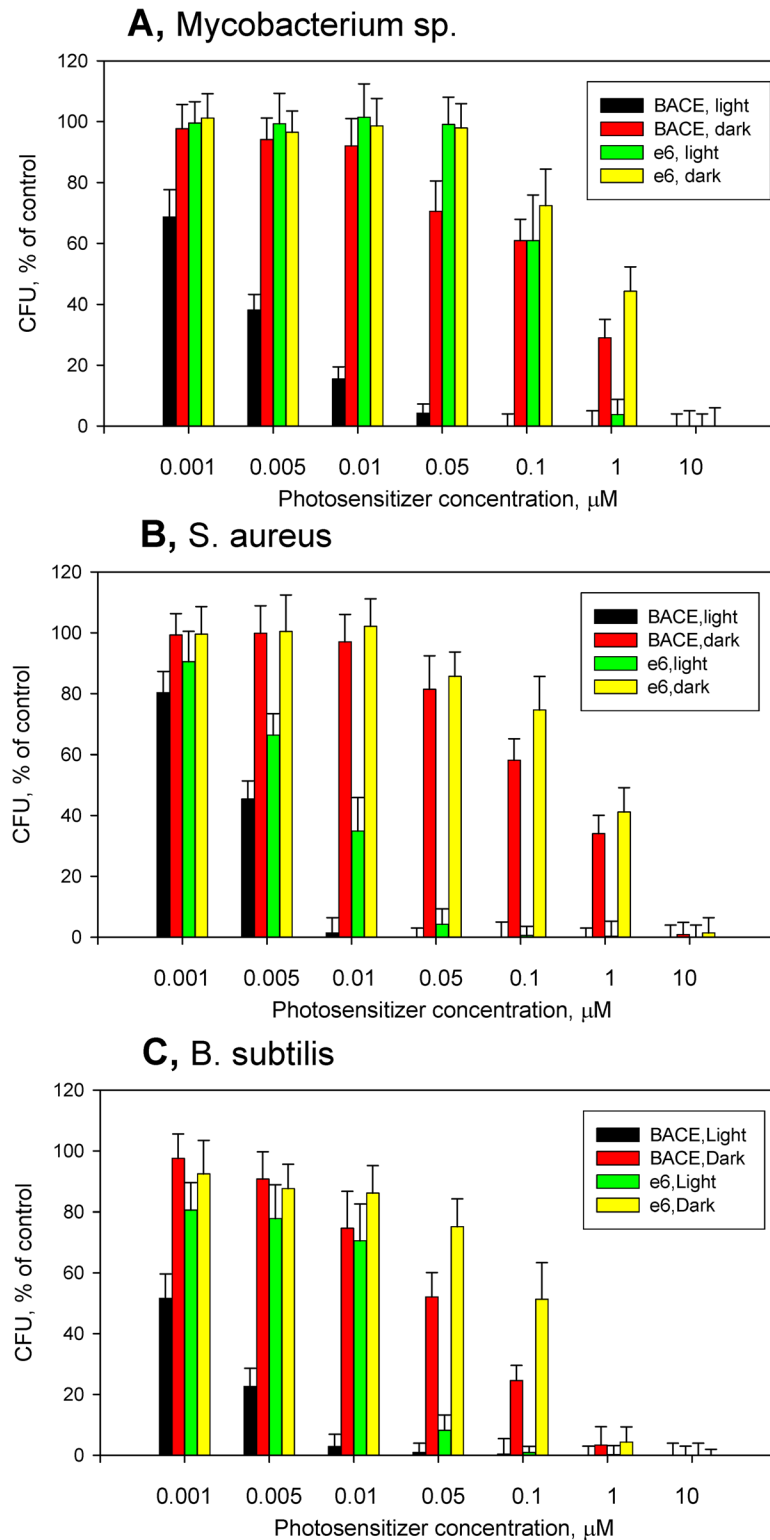 A, Mycobacterium sp.
120
100
80
60
40
20
0
CFU, % of control
BACE, light
BACE, dark
e6, light
e6, dark
0.001 0.005 0.01 0.05 0.1 1 10
Photosensitizer concentration, μM
B, S. aureus
120
100
80
60
40
20
0
CFU, % of control
BACE,light
BACE,dark
e6,light
e6,dark
0.001 0.005 0.01 0.05 0.1 1 10
Photosensitizer concentration, μM
C, B. subtilis
120
100
80
60
40
20
0
CFU, % of control
BACE,Light
BACE,Dark
e6,Light
e6,Dark
0.001 0.005 0.01 0.05 0.1 1 10
Photosensitizer concentration, μM